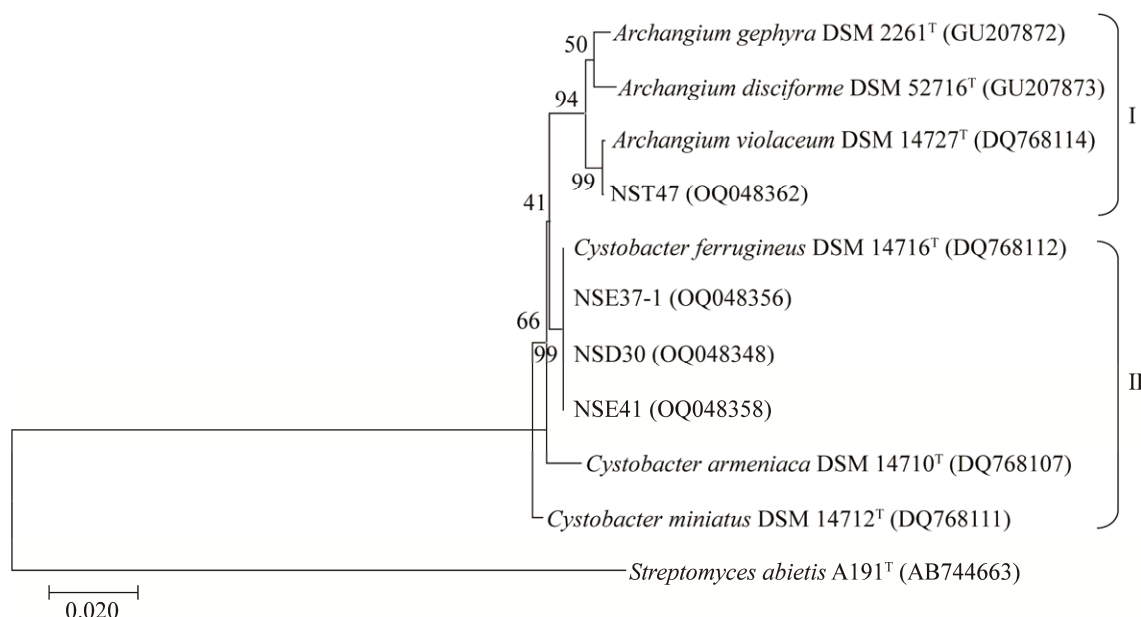 50
Archangium gephyra DSM 2261ᵀ (GU207872)
94
Archangium disciforme DSM 52716ᵀ (GU207873)
I
Archangium violaceum DSM 14727ᵀ (DQ768114)
99
NST47 (OQ048362)
41
Cystobacter ferrugineus DSM 14716ᵀ (DQ768112)
NSE37-1 (OQ048356)
66
99
NSD30 (OQ048348)
II
NSE41 (OQ048358)
Cystobacter armeniaca DSM 14710ᵀ (DQ768107)
Cystobacter miniatus DSM 14712ᵀ (DQ768111)
Streptomyces abietis A191ᵀ (AB744663)
0.020